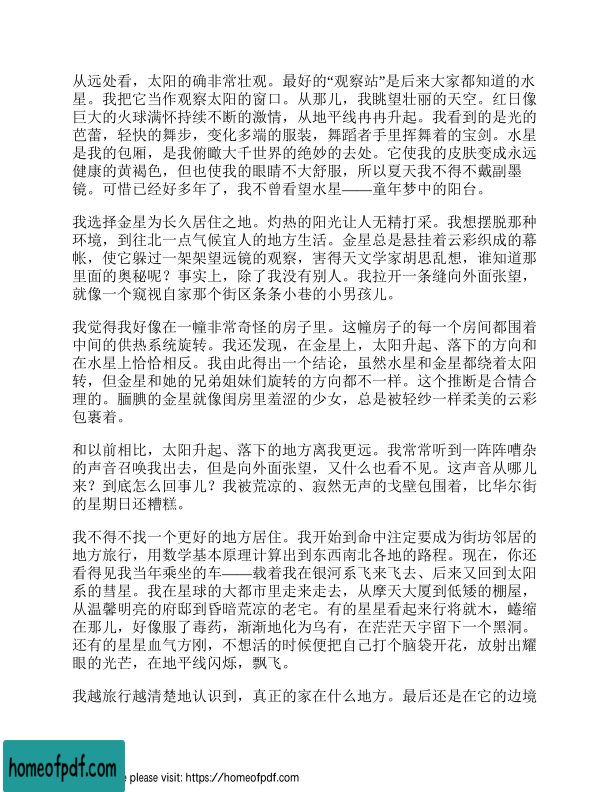 从远处看，太阳的确非常壮观。最好的“观察站”是后来大家都知道的水
星。我把它当作观察太阳的窗口。从那儿，我眺望壮丽的天空。红日像
巨大的火球满怀持续不断的激情，从地平线冉冉升起。我看到的是光的
芭蕾，轻快的舞步，变化多端的服装，舞蹈者手里挥舞着的宝剑。水星
是我的包厢，是我俯瞰大千世界的绝妙的去处。它使我的皮肤变成永远
健康的黄褐色，但也使我的眼睛不大舒服，所以夏天我不得不戴副墨
镜。可惜已经好多年了，我不曾看望水星——童年梦中的阳台。
我选择金星为长久居住之地。灼热的阳光让人无精打采。我想摆脱那种
环境，到往北一点气候宜人的地方生活。金星总是悬挂着云彩织成的幕
帐，使它躲过一架架望远镜的观察，害得天文学家胡思乱想，谁知道那
里面的奥秘呢？事实上，除了我没有别人。我拉开一条缝向外面张望，
就像一个窥视自家那个街区条条小巷的小男孩儿。
我觉得我好像在一幢非常奇怪的房子里。这幢房子的每一个房间都围着
中间的供热系统旋转。我还发现，在金星上，太阳升起、落下的方向和
在水星上恰恰相反。我由此得出一个结论，虽然水星和金星都绕着太阳
转，但金星和她的兄弟姐妹们旋转的方向都不一样。这个推断是合情合
理的。腼腆的金星就像闺房里羞涩的少女，总是被轻纱一样柔美的云彩
包裹着。
和以前相比，太阳升起、落下的地方离我更远。我常常听到一阵阵嘈杂
的声音召唤我出去，但是向外面张望，又什么也看不见。这声音从哪儿
来？到底怎么回事儿？我被荒凉的、寂然无声的戈壁包围着，比华尔街
的星期日还糟糕。
我不得不找一个更好的地方居住。我开始到命中注定要成为街坊邻居的
地方旅行，用数学基本原理计算出到东西南北各地的路程。现在，你还
看得见我当年乘坐的车——载着我在银河系飞来飞去、后来又回到太阳
系的彗星。我在星球的大都市里走来走去，从摩天大厦到低矮的棚屋，
从温馨明亮的府邸到昏暗荒凉的老宅。有的星星看起来行将就木，蜷缩
在那儿，好像服了毒药，渐渐地化为乌有，在茫茫天宇留下一个黑洞。
还有的星星血气方刚，不想活的时候便把自己打个脑袋开花，放射出耀
眼的光芒，在地平线闪烁，飘飞。
我越旅行越清楚地认识到，真正的家在什么地方。最后还是在它的边境
homeofpdf.com
e please visit: https://homeofpdf.com